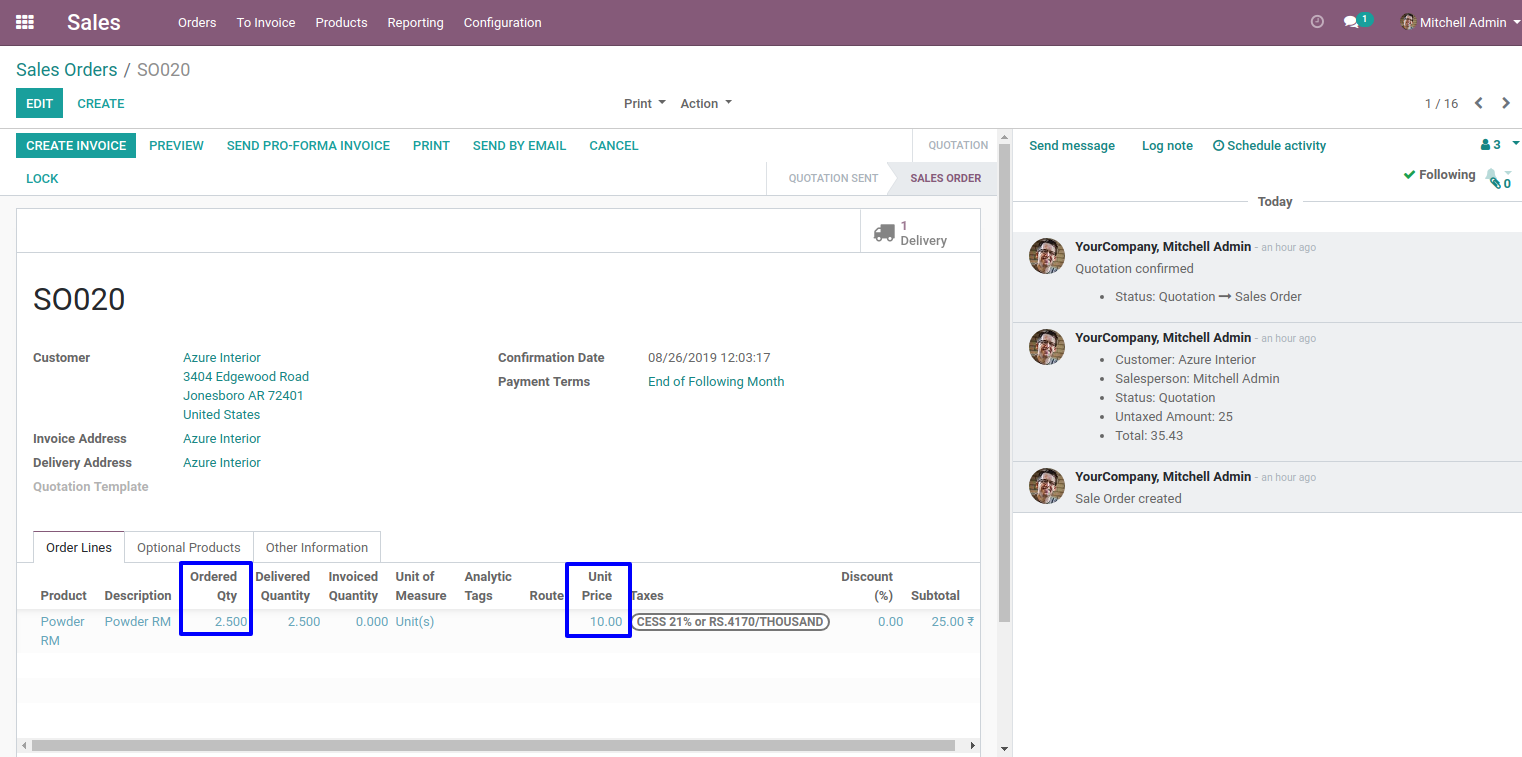 Sales Orders To Invoice Products Reporting Configuration 1 Mitchell Admin
Sales Orders / SO020
EDIT CREATE Print Action 1 / 16
CREATE INVOICE PREVIEW SEND PRO-FORMA INVOICE PRINT SEND BY EMAIL CANCEL QUOTATION
LOCK QUOTATION SENT SALES ORDER
1
Delivery
SO020
Customer Azure Interior
3404 Edgewood Road
Jonesboro AR 72401
United States
Confirmation Date 08/26/2019 12:03:17
Payment Terms End of Following Month
Invoice Address Azure Interior
Delivery Address Azure Interior
Quotation Template
Order Lines Optional Products Other Information
Ordered Delivered Invoiced Unit of Analytic Unit Discount
Product Description Qty Quantity Quantity Measure Tags Route Price Taxes (%) Subtotal
Powder Powder RM 2.500 2.500 0.000 Unit(s) 10.00 CESS 21% or RS.4170/THOUSAND 0.00 25.00 ₹
RM
Send message Log note Schedule activity 3
Following 0
Today
YourCompany, Mitchell Admin - an hour ago
Quotation confirmed
• Status: Quotation → Sales Order
YourCompany, Mitchell Admin - an hour ago
• Customer: Azure Interior
• Salesperson: Mitchell Admin
• Status: Quotation
• Untaxed Amount: 25
• Total: 35.43
YourCompany, Mitchell Admin - an hour ago
Sale Order created